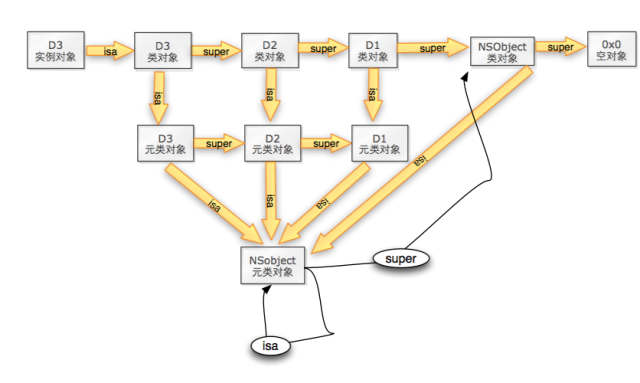 D3
实例对象
isa
D3
类对象
super
D2
类对象
super
D1
类对象
super
NSObject
类对象
super
0x0
空对象
isa
isa
isa
isa
D3
元类对象
super
D2
元类对象
super
D1
元类对象
isa
isa
isa
NSobject
元类对象
super
isa